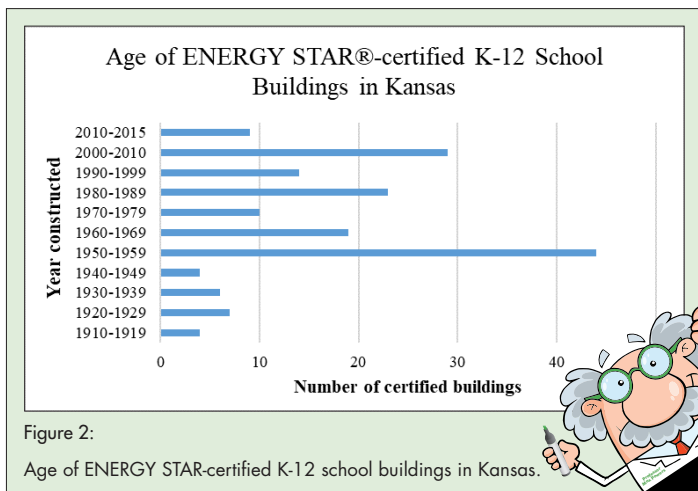 Age of ENERGY STAR®-certified K-12 School
Buildings in Kansas
Year constructed
2010-2015
2000-2010
1990-1999
1980-1989
1970-1979
1960-1969
1950-1959
1940-1949
1930-1939
1920-1929
1910-1919
0 10 20 30 40
Number of certified buildings
Figure 2:
Age of ENERGY STAR-certified K-12 school buildings in Kansas.